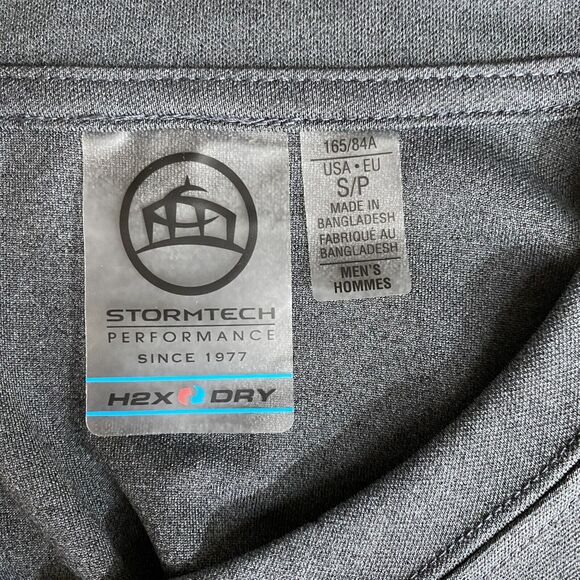 STORMTECH
PERFORMANCE
SINCE 1977
H2X DRY
165/84A
USA • EU
S/P
MADE IN
BANGLADESH
FABRIQUÉ AU
BANGLADESH
MEN'S
HOMMES